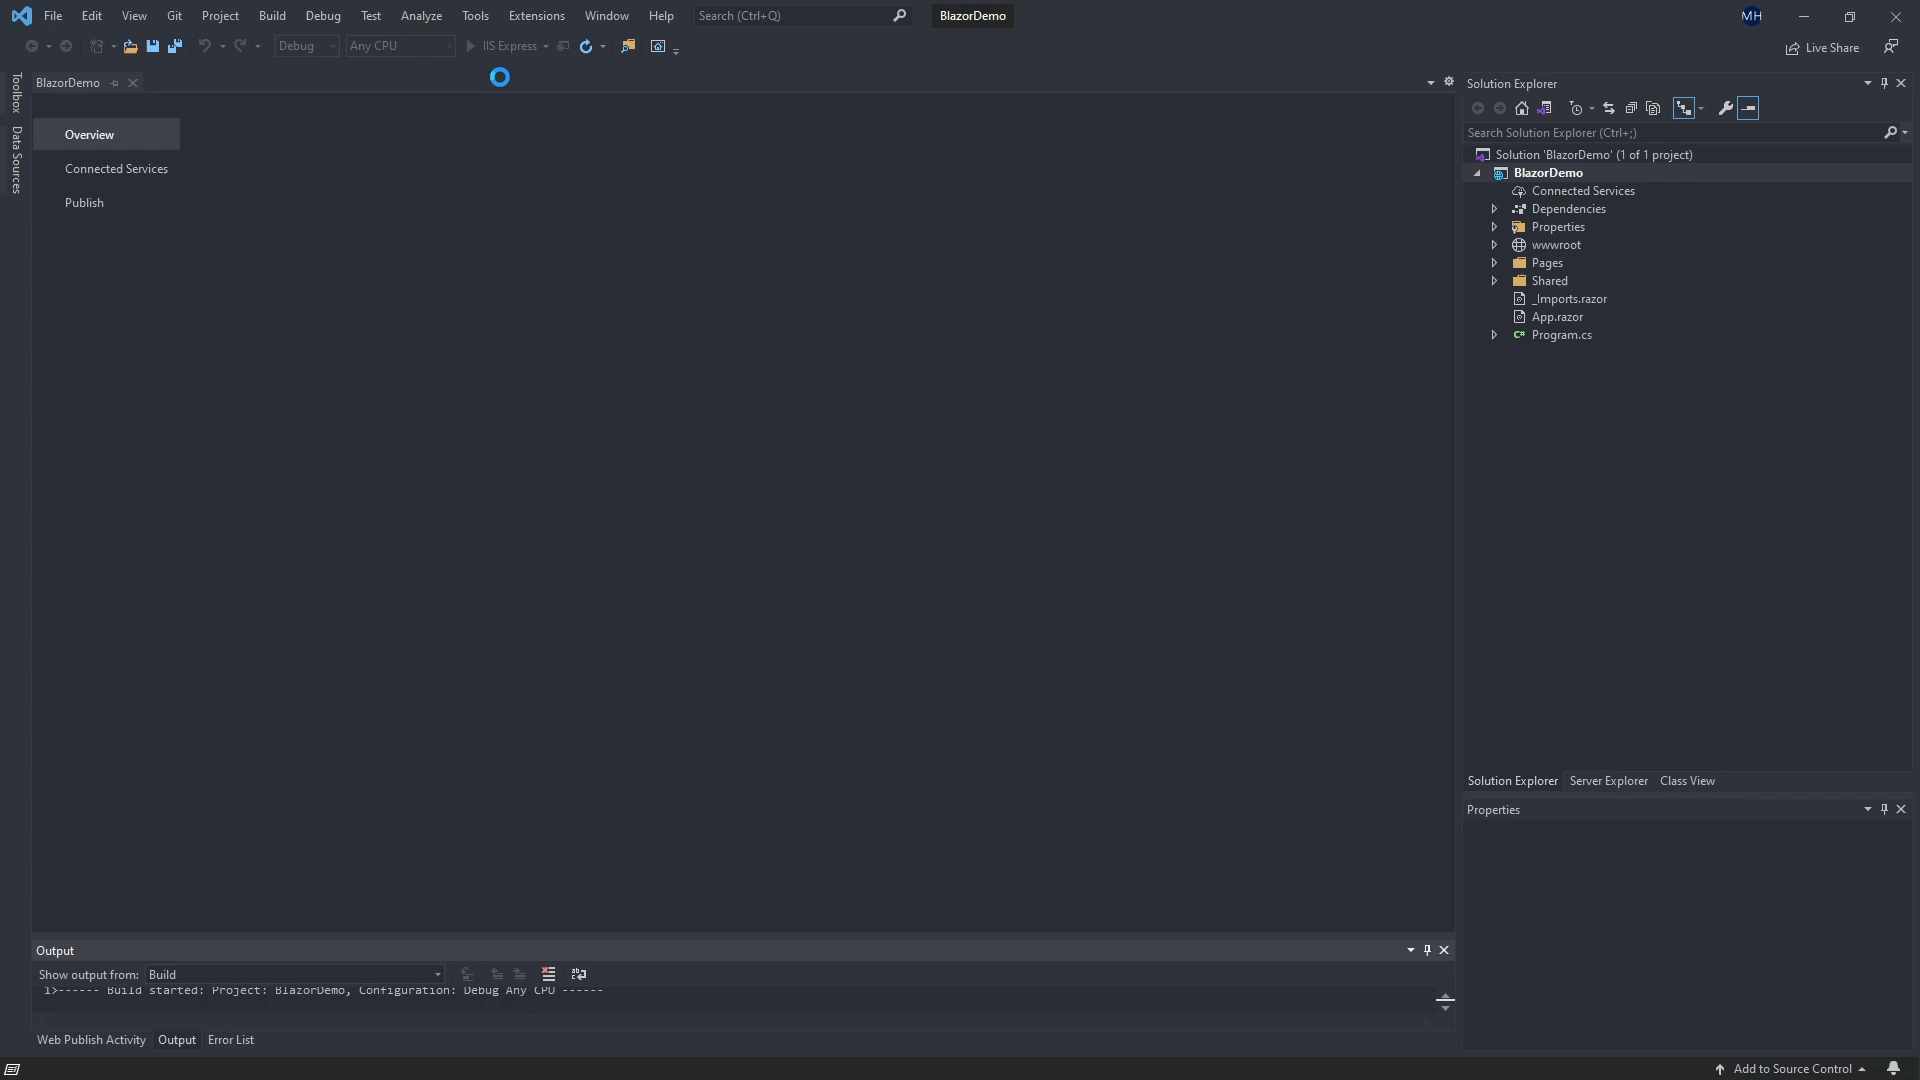 File Edit View Git Project Build Debug Test Analyze Tools Extensions Window Help Search (Ctrl+Q) BlazorDemo MH
Debug Any CPU IIS Express Live Share
Toolbox
Data Sources
BlazorDemo
Overview
Connected Services
Publish
Solution Explorer
Search Solution Explorer (Ctrl+;)
Solution 'BlazorDemo' (1 of 1 project)
BlazorDemo
Connected Services
Dependencies
Properties
wwwroot
Pages
Shared
_Imports.razor
App.razor
C# Program.cs
Solution Explorer Server Explorer Class View
Properties
Output
Show output from: Build
1>------ Build started: Project: BlazorDemo, Configuration: Debug Any CPU ------
Web Publish Activity Output Error List
Add to Source Control